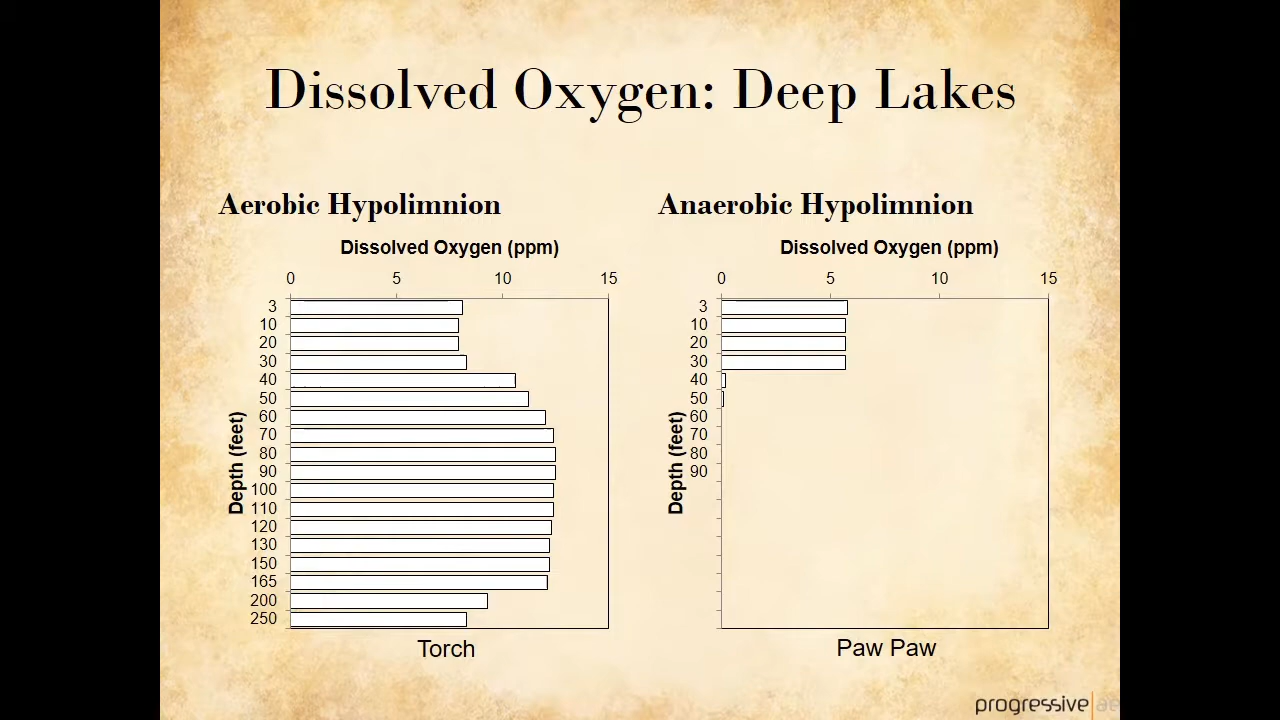 Dissolved Oxygen: Deep Lakes
Aerobic Hypolimnion
Dissolved Oxygen (ppm)
0 5 10 15
3
10
20
30
40
50
60
70
80
90
100
110
120
130
150
165
200
250
Depth (feet)
Torch
Anaerobic Hypolimnion
Dissolved Oxygen (ppm)
0 5 10 15
3
10
20
30
40
50
60
70
80
90
Depth (feet)
Paw Paw
progressive|ae